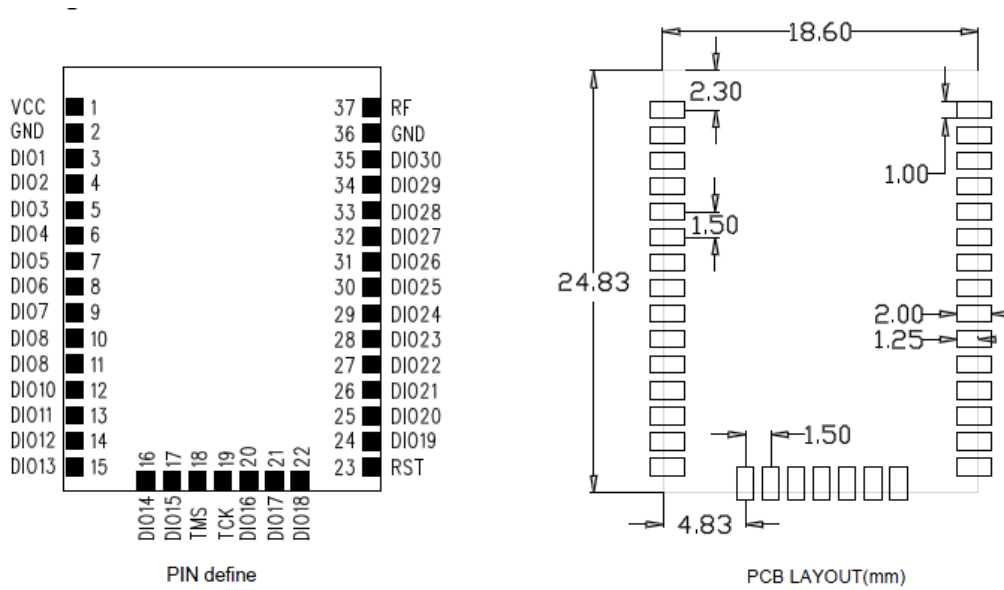 VCC 1 37 RF
GND 2 36 GND
DIO1 3 35 DIO30
DIO2 4 34 DIO29
DIO3 5 33 DIO28
DIO4 6 32 DIO27
DIO5 7 31 DIO26
DIO6 8 30 DIO25
DIO7 9 29 DIO24
DIO8 10 28 DIO23
DIO8 11 27 DIO22
DIO10 12 26 DIO21
DIO11 13 25 DIO20
DIO12 14 24 DIO19
DIO13 15 23 RST
16 17 18 19 20 21 22
DIO14 DIO15 TMS TCK DIO16 DIO17 DIO18
PIN define
18.60
2.30
1.00
1.50
24.83
2.00
1.25
1.50
4.83
PCB LAYOUT(mm)